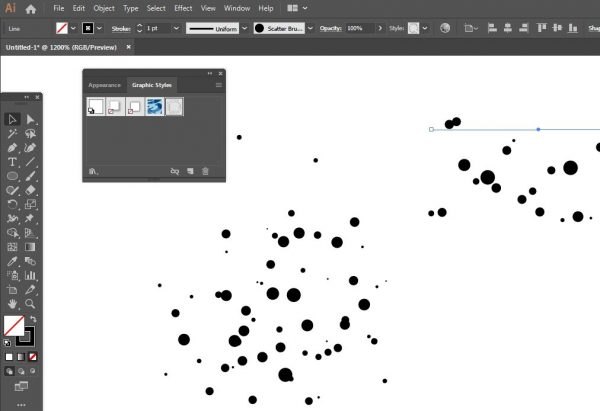 Ai File Edit Object Type Select Effect View Window Help
Line Stroke: 1 pt Uniform Scatter Bru... Opacity: 100% Style:
Untitled-1* @ 1200% (RGB/Preview) ×
Appearance Graphic Styles